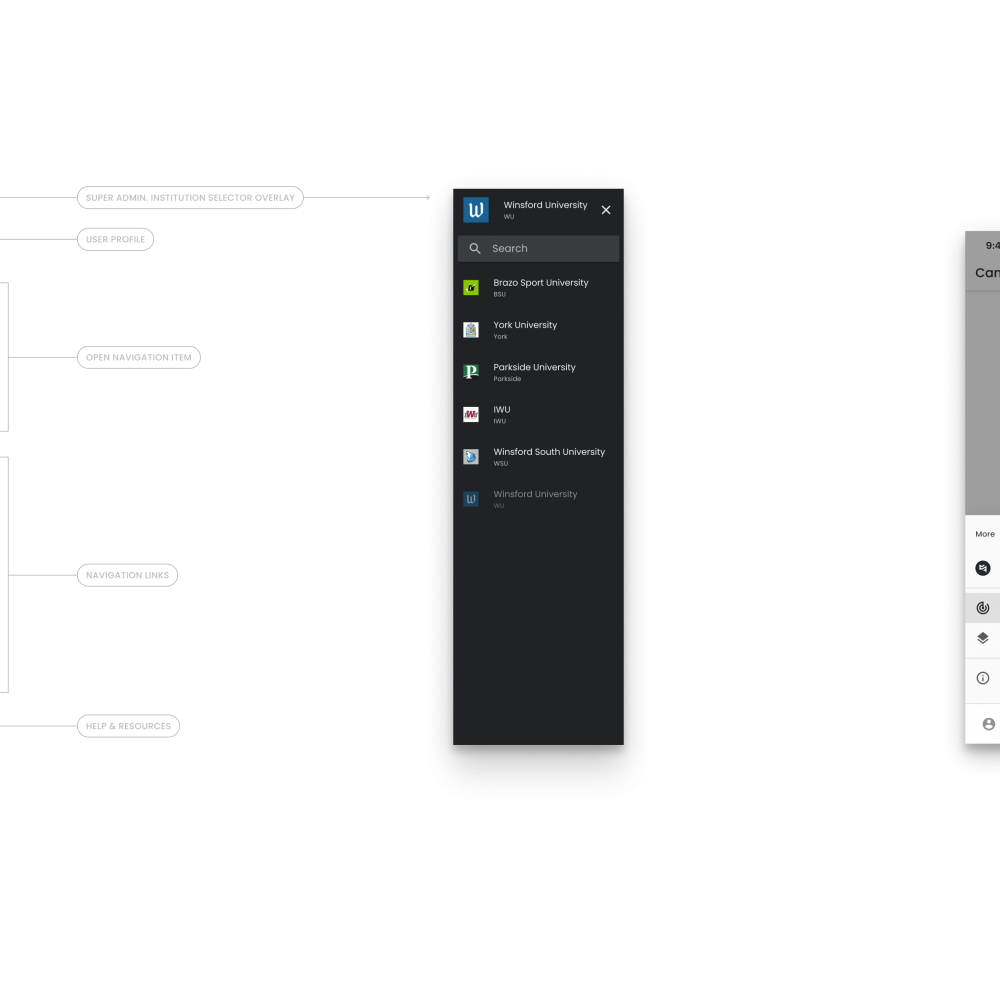 SUPER ADMIN. INSTITUTION SELECTOR OVERLAY
USER PROFILE
OPEN NAVIGATION ITEM
NAVIGATION LINKS
HELP & RESOURCES
W
Winsford University
WU
Search
Brazo Sport University
BSU
York University
York
P
Parkside University
Parkside
IWU
IWU
IWU
Winsford South University
WSU
W
Winsford University
WU
9:4
Can
More